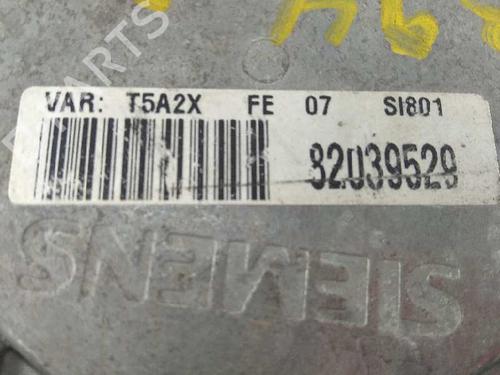 VAR: T5A2X FE 07 SI801
82039529
SIEMENS